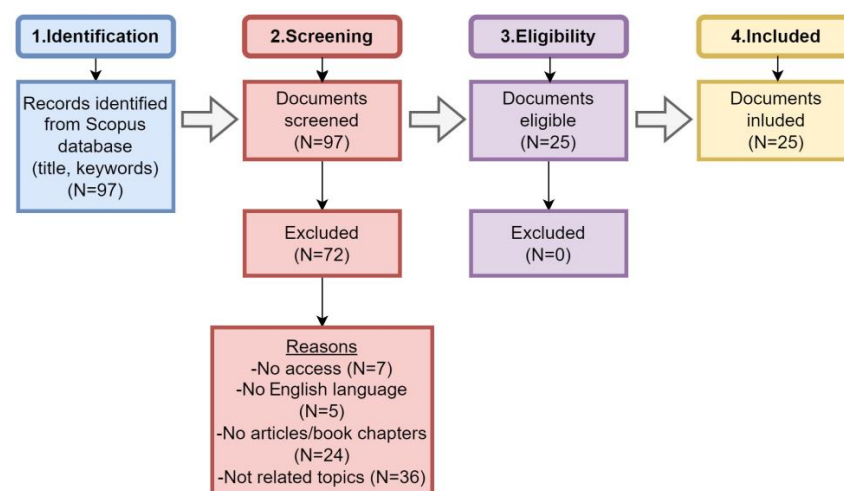 1.Identification
2.Screening
3.Eligibility
4.Included
Records identified
from Scopus
database
(title, keywords)
(N=97)
Documents
screened
(N=97)
Documents
eligible
(N=25)
Documents
inluded
(N=25)
Excluded
(N=72)
Excluded
(N=0)
Reasons
-No access (N=7)
-No English language
(N=5)
-No articles/book chapters
(N=24)
-Not related topics (N=36)